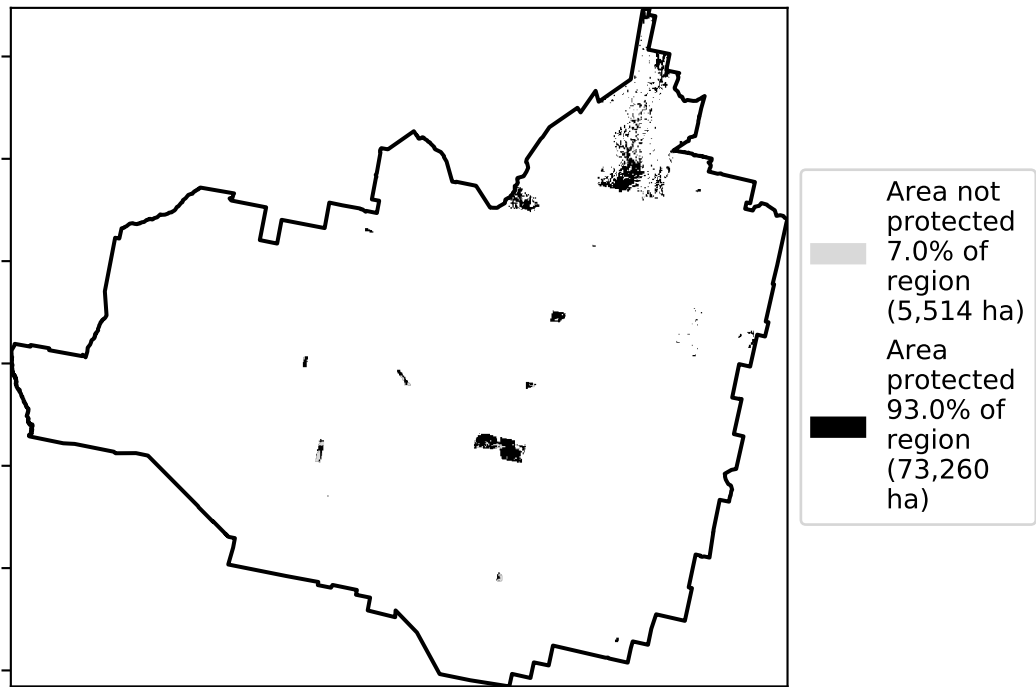 Area not
protected
7.0% of
region
(5,514 ha)
Area
protected
93.0% of
region
(73,260
ha)